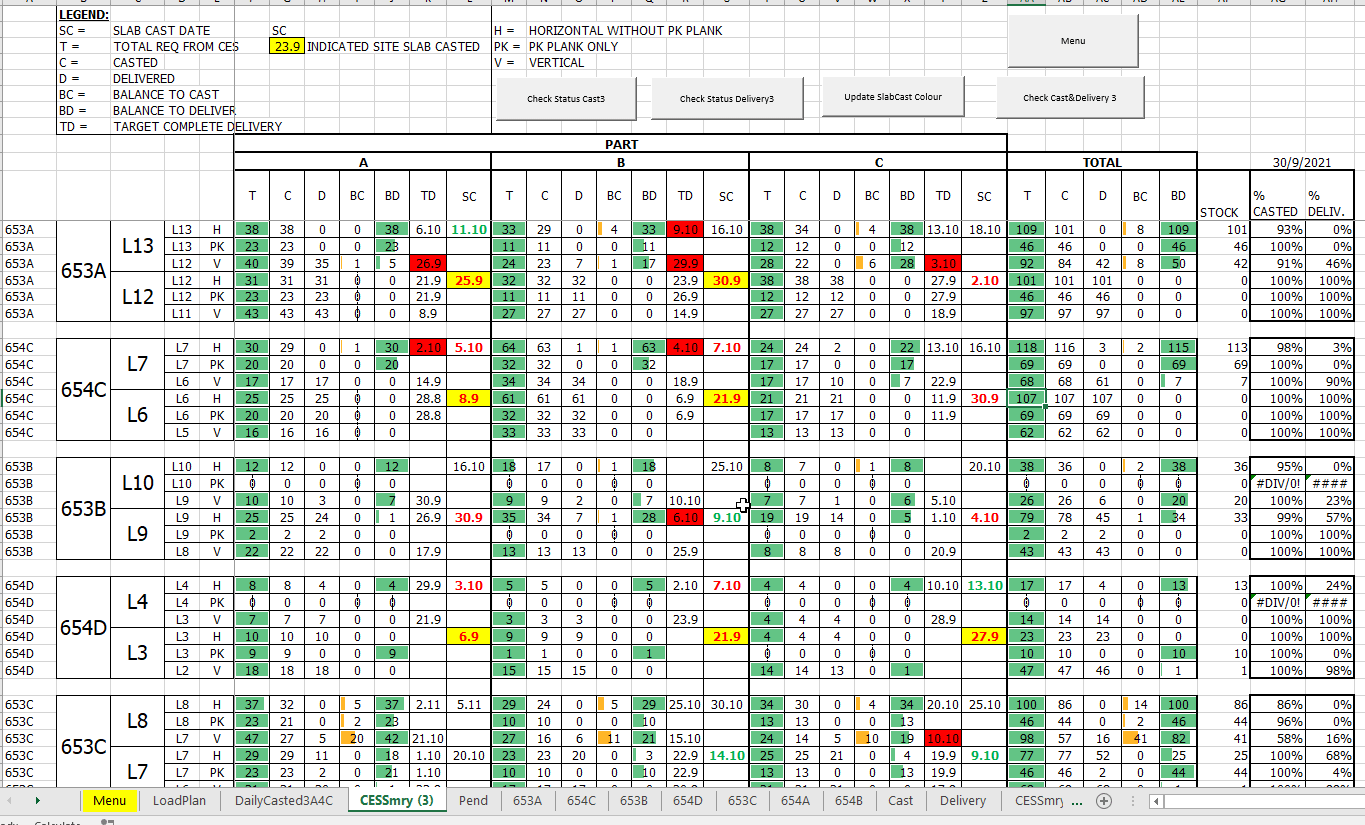 LEGEND:
SC = SLAB CAST DATE SC H = HORIZONTAL WITHOUT PK PLANK
T = TOTAL REQ FROM CES 23.9 INDICATED SITE SLAB CASTED PK = PK PLANK ONLY
C = CASTED V = VERTICAL
D = DELIVERED
BC = BALANCE TO CAST
BD = BALANCE TO DELIVER
TD = TARGET COMPLETE DELIVERY
Menu
Check Status Cast3 Check Status Delivery3 Update SlabCast Colour Check Cast&Delivery 3
PART
A B C TOTAL 30/9/2021
T C D BC BD TD SC T C D BC BD TD SC T C D BC BD TD SC T C D BC BD STOCK % CASTED % DELIV.
653A L13 H 38 38 0 0 38 6.10 11.10 33 29 0 4 33 9.10 16.10 38 34 0 4 38 13.10 18.10 109 101 0 8 109 101 93% 0%
653A L13 PK 23 23 0 0 23 11 11 0 0 11 12 12 0 0 12 46 46 0 0 46 46 100% 0%
653A L12 V 40 39 35 1 5 26.9 24 23 7 1 17 29.9 28 22 0 6 28 3.10 92 84 42 8 50 42 91% 46%
653A L12 H 31 31 31 0 0 21.9 25.9 32 32 32 0 0 23.9 30.9 38 38 38 0 0 27.9 2.10 101 101 101 0 0 0 100% 100%
653A L12 PK 23 23 23 0 0 21.9 11 11 11 0 0 26.9 12 12 12 0 0 27.9 46 46 46 0 0 0 100% 100%
653A L11 V 43 43 43 0 0 8.9 27 27 27 0 0 14.9 27 27 27 0 0 18.9 97 97 97 0 0 0 100% 100%
653A L13 L12
654C L7 H 30 29 0 1 30 2.10 5.10 64 63 1 1 63 4.10 7.10 24 24 2 0 22 13.10 16.10 118 116 3 2 115 113 98% 3%
654C L7 PK 20 20 0 0 20 32 32 0 0 32 17 17 0 0 17 69 69 0 0 69 69 100% 0%
654C L6 V 17 17 17 0 0 14.9 34 34 34 0 0 18.9 17 17 10 0 7 22.9 68 68 61 0 7 7 100% 90%
654C L6 H 25 25 25 0 0 28.8 8.9 61 61 61 0 0 6.9 21.9 21 21 21 0 0 11.9 30.9 107 107 107 0 0 0 100% 100%
654C L6 PK 20 20 20 0 0 28.8 32 32 32 0 0 6.9 17 17 17 0 0 11.9 69 69 69 0 0 0 100% 100%
654C L5 V 16 16 16 0 0 33 33 33 0 0 13 13 13 0 0 62 62 62 0 0 0 100% 100%
654C L7 L6
653B L10 H 12 12 0 0 12 16.10 18 17 0 1 18 25.10 8 7 0 1 8 20.10 38 36 0 2 38 36 95% 0%
653B L10 PK 0 0 0 0 0 0 0 0 0 0 0 0 0 0 0 0 0 0 0 0 0 #DIV/0! ####
653B L9 V 10 10 3 0 7 30.9 9 9 2 0 7 10.10 7 7 1 0 6 5.10 26 26 6 0 20 20 100% 23%
653B L9 H 25 25 24 0 1 26.9 30.9 35 34 7 1 28 6.10 9.10 19 19 14 0 5 1.10 4.10 79 78 45 1 34 33 99% 57%
653B L9 PK 2 2 2 0 0 0 0 0 0 0 0 0 0 0 0 2 2 2 0 0 0 100% 100%
653B L8 V 22 22 22 0 0 17.9 13 13 13 0 0 25.9 8 8 8 0 0 20.9 43 43 43 0 0 0 100% 100%
653B L10 L9
654D L4 H 8 8 4 0 4 29.9 3.10 5 5 0 0 5 2.10 7.10 4 4 0 0 4 10.10 13.10 17 17 4 0 13 13 100% 24%
654D L4 PK 0 0 0 0 0 0 0 0 0 0 0 0 0 0 0 0 0 0 0 0 0 #DIV/0! ####
654D L3 V 7 7 7 0 0 21.9 3 3 3 0 0 23.9 4 4 4 0 0 28.9 14 14 14 0 0 0 100% 100%
654D L3 H 10 10 10 0 0 6.9 9 9 9 0 0 21.9 4 4 4 0 0 27.9 23 23 23 0 0 0 100% 100%
654D L3 PK 9 9 0 0 9 1 1 0 0 1 0 0 0 0 0 10 10 0 0 10 10 100% 0%
654D L2 V 18 18 18 0 0 15 15 15 0 0 14 14 13 0 1 47 47 46 0 1 1 100% 98%
654D L4 L3
653C L8 H 37 32 0 5 37 2.11 5.11 29 24 0 5 29 25.10 30.10 34 30 0 4 34 20.10 25.10 100 86 0 14 100 86 86% 0%
653C L8 PK 23 21 0 2 23 10 10 0 0 10 13 13 0 0 13 46 44 0 2 46 44 96% 0%
653C L7 V 47 27 5 20 42 21.10 27 16 6 11 21 15.10 24 14 5 10 19 10.10 98 57 16 41 82 41 58% 16%
653C L7 H 29 29 11 0 18 1.10 20.10 23 23 20 0 3 22.9 14.10 25 25 21 0 4 19.9 9.10 77 77 52 0 25 25 100% 68%
653C L7 PK 23 23 2 0 21 1.10 10 10 0 0 10 22.9 13 13 0 0 13 19.9 46 46 2 0 44 44 100% 4%
653C L8 L7
Menu LoadPlan DailyCasted3A4C CESSmry (3) Pend 653A 654C 653B 654D 653C 654A 654B Cast Delivery CESSmry ...